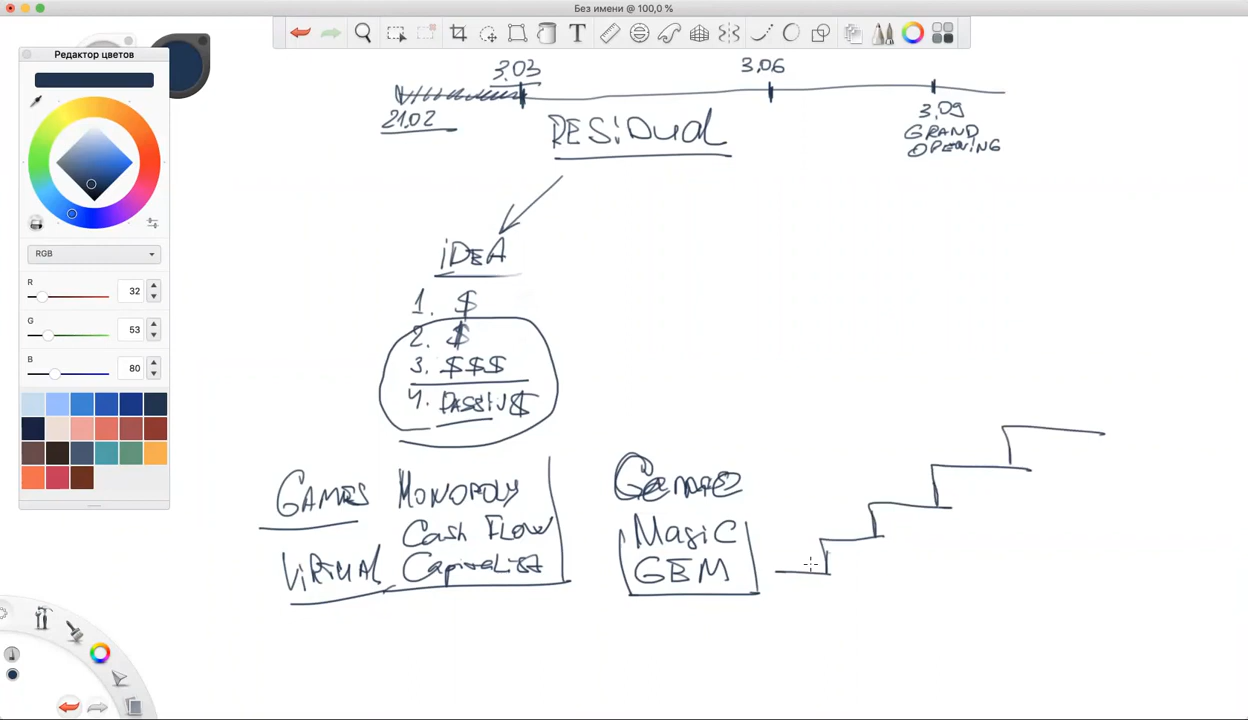 Без имени @ 100,0 %
Редактор цветов
RGB
R 32
G 53
B 80
3.03 3.06
21.02
3.09
GRAND
OPENING
RESiDuaL
iDEA
1. $
2. $
3. $$$
4. PASSIV$
GAMES MONOPOLY
Cash FLOW
ViRTUAL CapitaList
MagiC
GEM